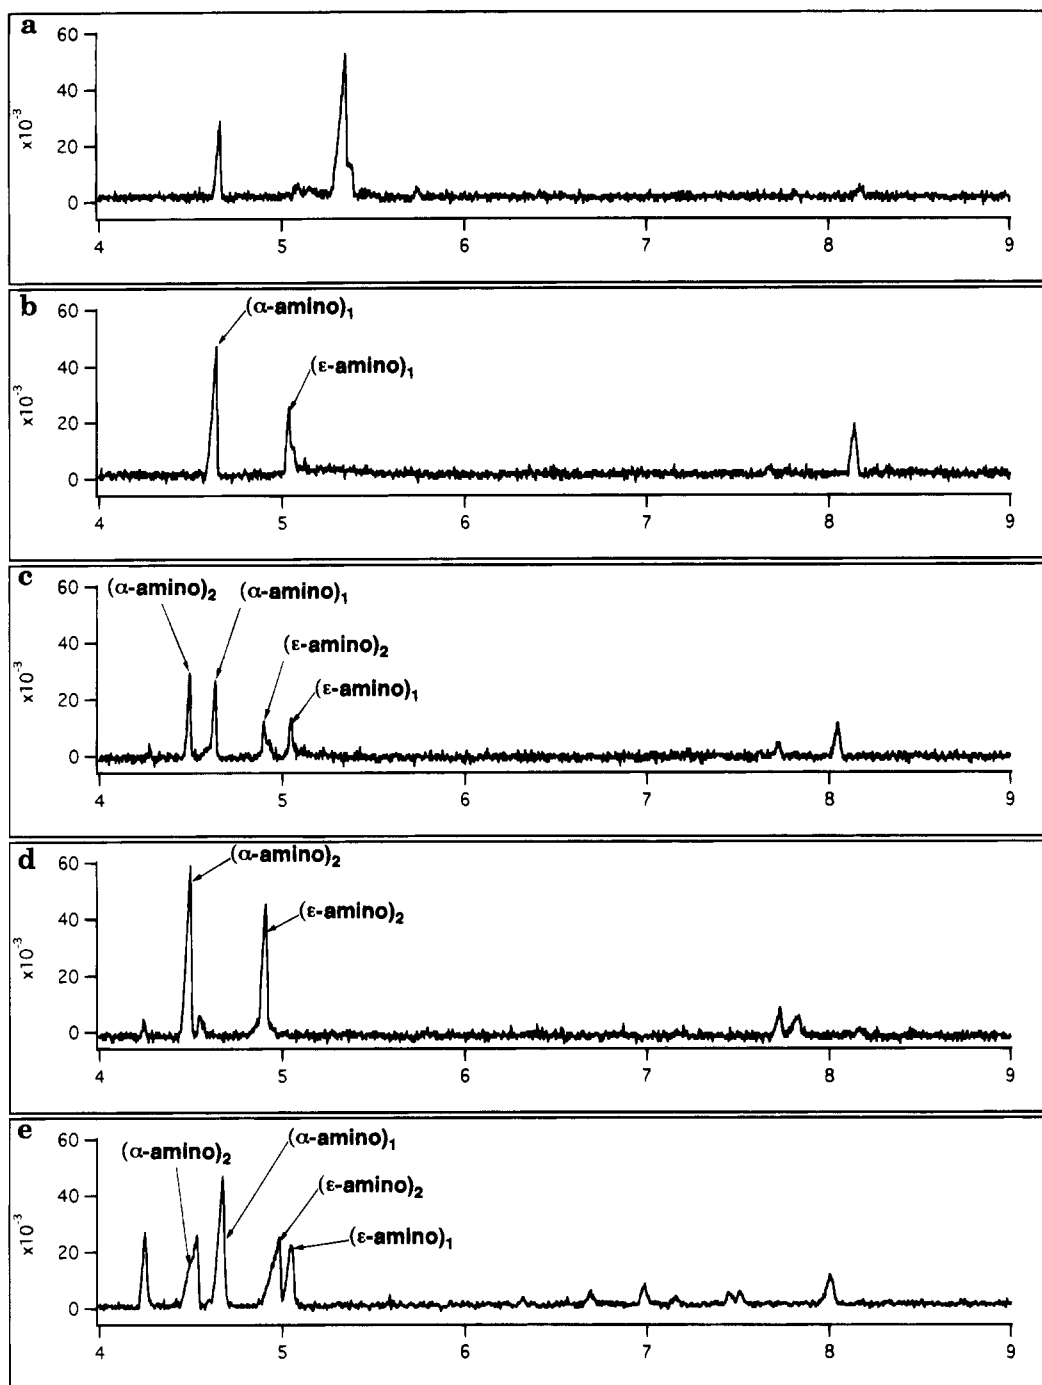 a
60
40
20
0
x10⁻³
4 5 6 7 8 9
b
60
40
20
0
x10⁻³
(α-amino)₁
(ε-amino)₁
4 5 6 7 8 9
c
60
40
20
0
x10⁻³
(α-amino)₂ (α-amino)₁
(ε-amino)₂
(ε-amino)₁
4 5 6 7 8 9
d
60
40
20
0
x10⁻³
(α-amino)₂
(ε-amino)₂
4 5 6 7 8 9
e
60
40
20
0
x10⁻³
(α-amino)₁
(α-amino)₂
(ε-amino)₂
(ε-amino)₁
4 5 6 7 8 9